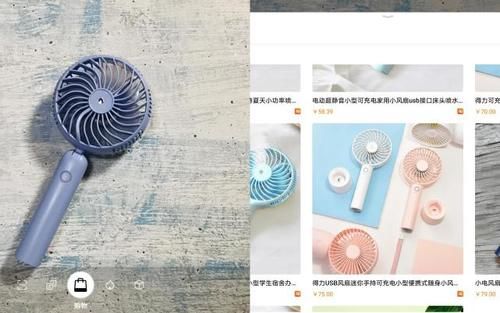 夏天小功率喷...
电动超静音小型可充电家用小风扇usb接口床头喷水...
得力可充
￥58.39
￥70.00
小型学生宿舍办...
得力USB风扇迷你手持可充电小型便携式随身小风...
小电风扇
￥75.00
￥79.00
购物